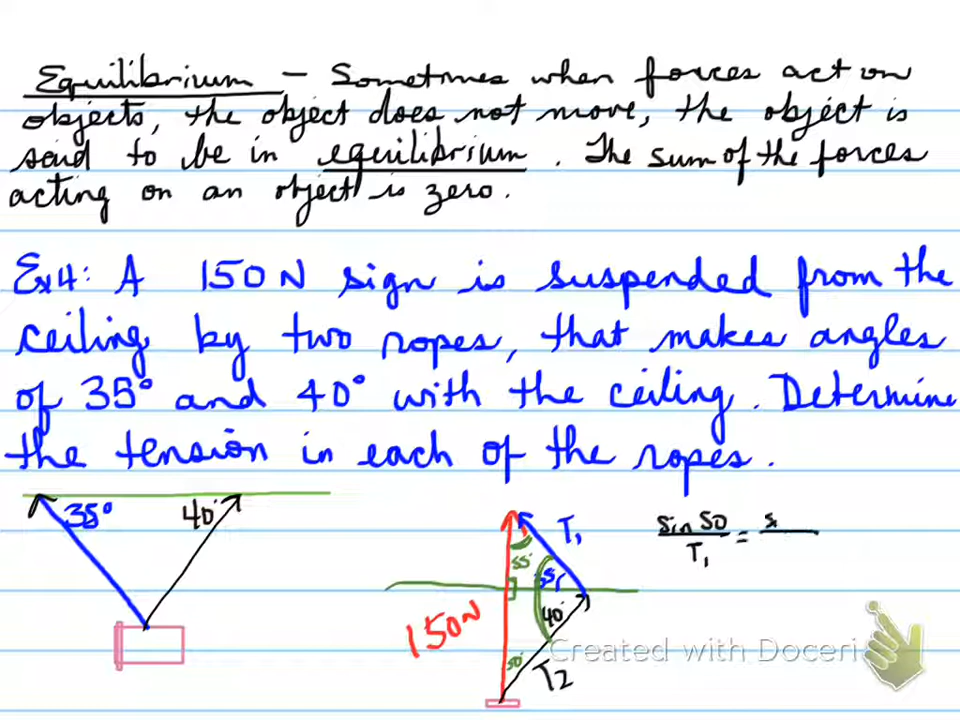 Equilibrium - Sometimes when forces act on
objects, the object does not move, the object is
said to be in equilibrium. The sum of the forces
acting on an object is zero.
Ex4: A 150N sign is suspended from the
ceiling by two ropes, that makes angles
of 35° and 40° with the ceiling. Determine
the tension in each of the ropes.
35° 40°
T1
55°
35°
40°
150N
50°
T2
sin 50 / T1 = s
Created with Doceri